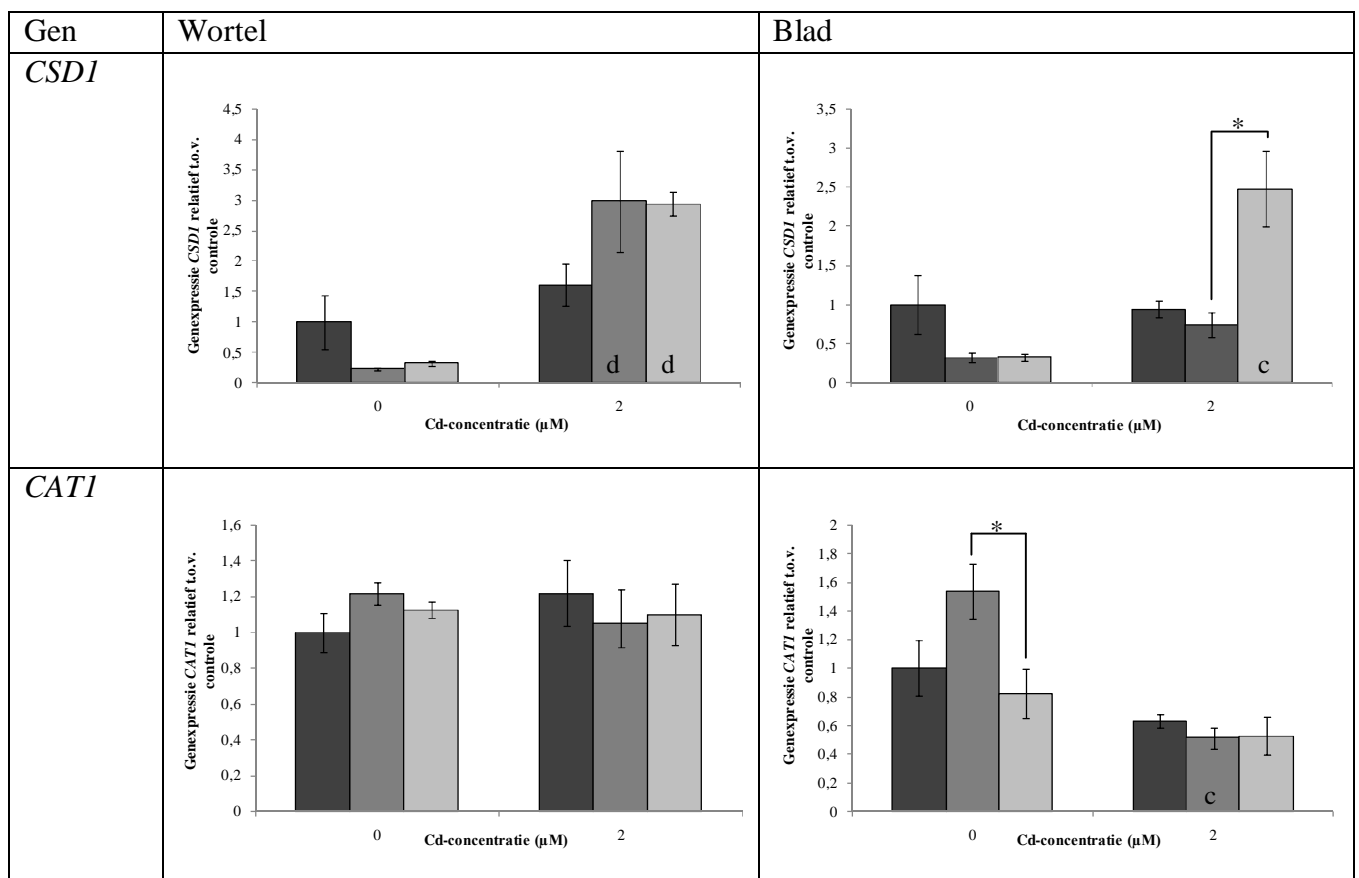 Gen Wortel Blad
CSD1
Genexpressie CSD1 relatief t.o.v.
controle
4,5
4
3,5
3
2,5
2
1,5
1
0,5
0
d d
0 2
Cd-concentratie (µM)
Genexpressie CSD1 relatief t.o.v.
controle
3,5
3
2,5
2
1,5
1
0,5
0
*
c
0 2
Cd-concentratie (µM)
CAT1
Genexpressie CAT1 relatief t.o.v.
controle
1,6
1,4
1,2
1
0,8
0,6
0,4
0,2
0
0 2
Cd-concentratie (µM)
Genexpressie CAT1 relatief t.o.v.
controle
2
1,8
1,6
1,4
1,2
1
0,8
0,6
0,4
0,2
0
*
c
0 2
Cd-concentratie (µM)